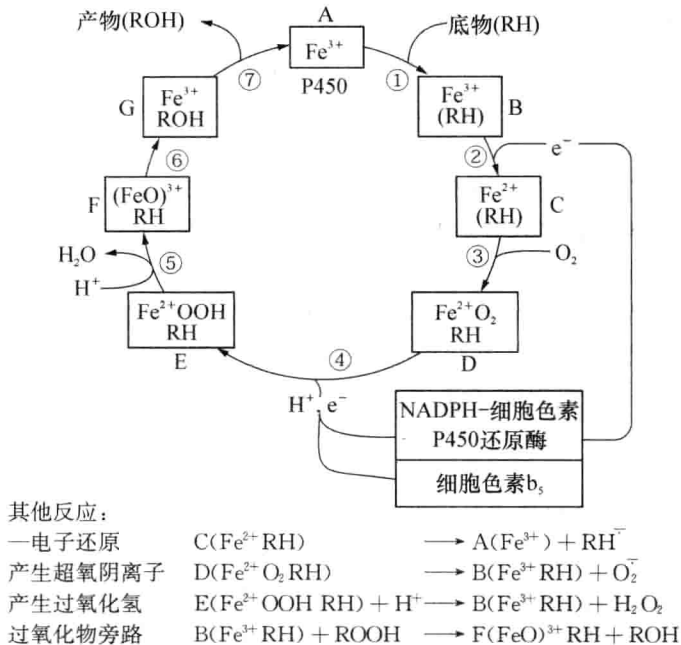 A
产物(ROH)
Fe³⁺
底物(RH)
P450
⑦
①
G
Fe³⁺
ROH
Fe³⁺
(RH)
B
⑥
②
e⁻
F
(FeO)³⁺
RH
Fe²⁺
(RH)
C
H₂O
⑤
③
O₂
H⁺
Fe²⁺OOH
RH
Fe²⁺O₂
RH
E
④
D
H⁺, e⁻
NADPH-细胞色素
P450还原酶
细胞色素b₅
其他反应:
一电子还原 C(Fe²⁺RH) → A(Fe³⁺)+RH⁻̇
产生超氧阴离子 D(Fe²⁺O₂RH) → B(Fe³⁺RH)+O₂⁻̇
产生过氧化氢 E(Fe²⁺OOH RH)+H⁺ → B(Fe³⁺RH)+H₂O₂
过氧化物旁路 B(Fe³⁺RH)+ROOH → F(FeO)³⁺RH+ROH